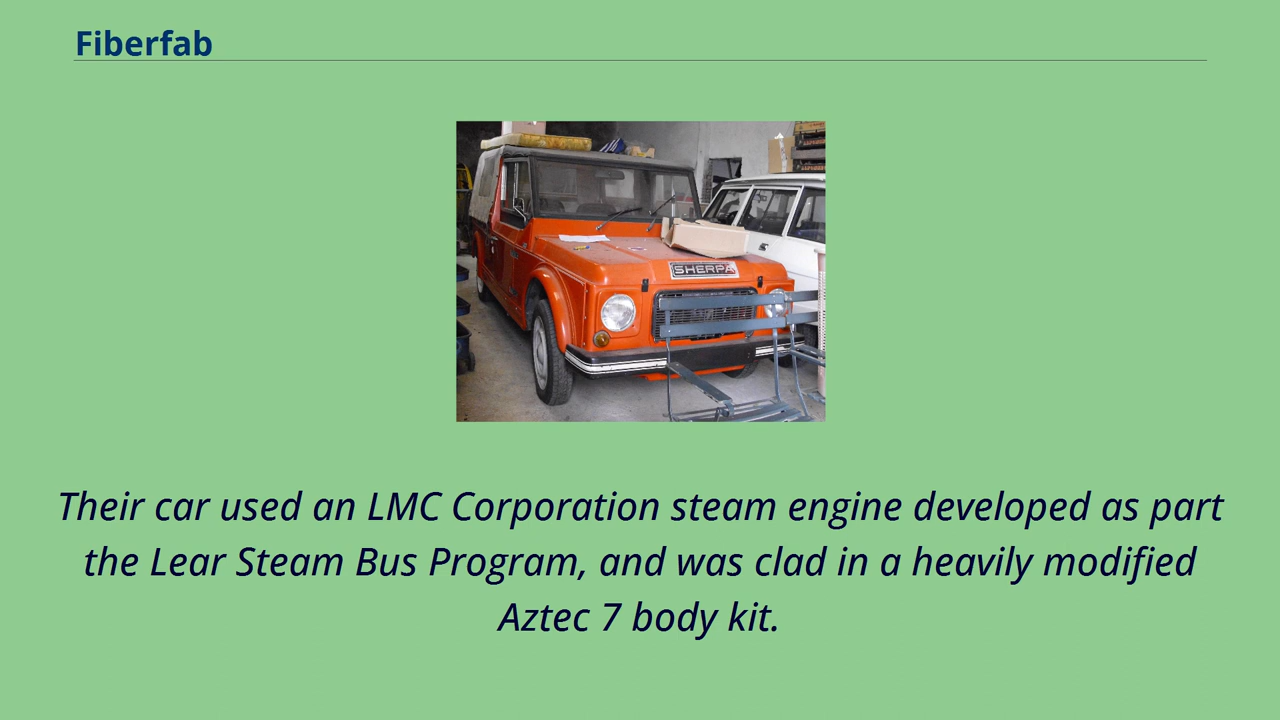 Fiberfab
SHERPA
Their car used an LMC Corporation steam engine developed as part
the Lear Steam Bus Program, and was clad in a heavily modified
Aztec 7 body kit.